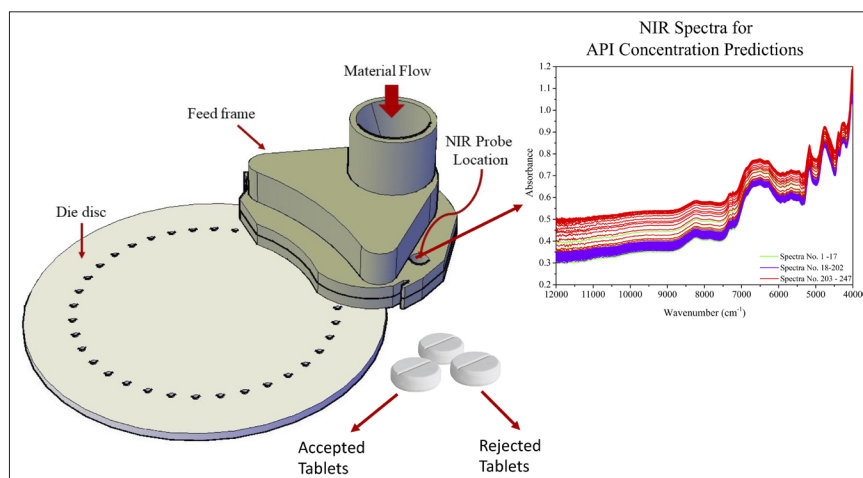 NIR Spectra for
API Concentration Predictions
Material Flow
Feed frame
NIR Probe
Location
Die disc
Absorbance
1.2
1.1
1.0
0.9
0.8
0.7
0.6
0.5
0.4
0.3
0.2
Spectra No. 1 -17
Spectra No. 18-202
Spectra No. 203 - 247
12000 11000 10000 9000 8000 7000 6000 5000 4000
Wavenumber (cm⁻¹)
Accepted
Tablets
Rejected
Tablets